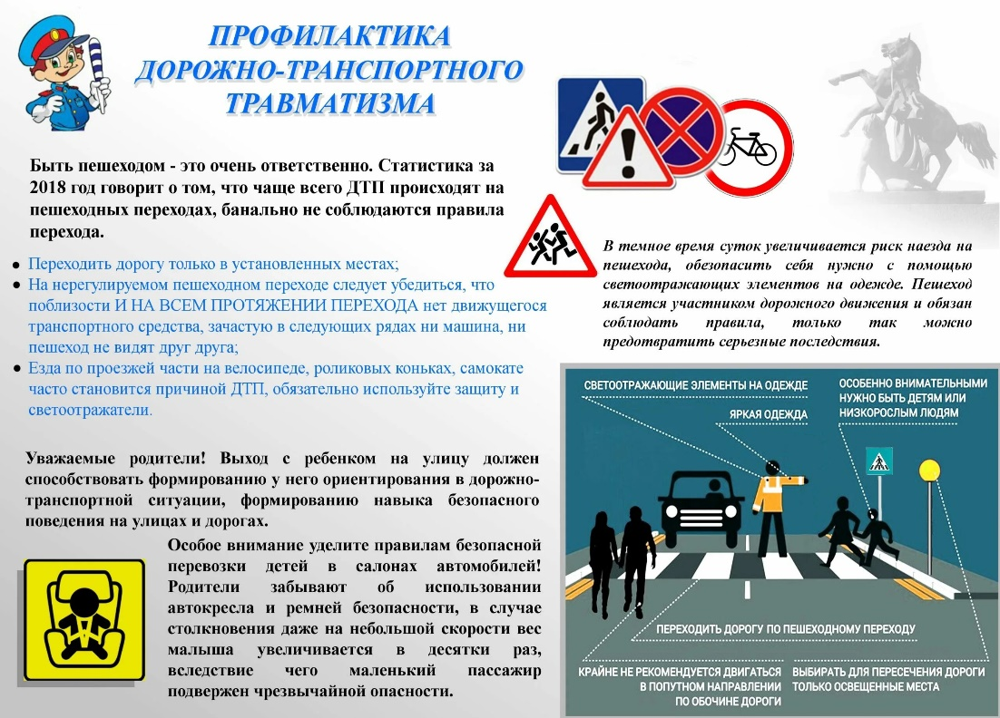 ПРОФИЛАКТИКА
ДОРОЖНО-ТРАНСПОРТНОГО
ТРАВМАТИЗМА
Быть пешеходом - это очень ответственно. Статистика за
2018 год говорит о том, что чаще всего ДТП происходят на
пешеходных переходах, банально не соблюдаются правила
перехода.
• Переходить дорогу только в установленных местах;
• На нерегулируемом пешеходном переходе следует убедиться, что
поблизости И НА ВСЕМ ПРОТЯЖЕНИИ ПЕРЕХОДА нет движущегося
транспортного средства, зачастую в следующих рядах ни машина, ни
пешеход не видят друг друга;
• Езда по проезжей части на велосипеде, роликовых коньках, самокате
часто становится причиной ДТП, обязательно используйте защиту и
светоотражатели.
Уважаемые родители! Выход с ребенком на улицу должен
способствовать формированию у него ориентирования в дорожно-
транспортной ситуации, формированию навыка безопасного
поведения на улицах и дорогах.
Особое внимание уделите правилам безопасной
перевозки детей в салонах автомобилей!
Родители забывают об использовании
автокресла и ремней безопасности, в случае
столкновения даже на небольшой скорости вес
малыша увеличивается в десятки раз,
вследствие чего маленький пассажир
подвержен чрезвычайной опасности.
В темное время суток увеличивается риск наезда на
пешехода, обезопасить себя нужно с помощью
светоотражающих элементов на одежде. Пешеход
является участником дорожного движения и обязан
соблюдать правила, только так можно
предотвратить серьезные последствия.
СВЕТООТРАЖАЮЩИЕ ЭЛЕМЕНТЫ НА ОДЕЖДЕ
ЯРКАЯ ОДЕЖДА
ОСОБЕННО ВНИМАТЕЛЬНЫМИ
НУЖНО БЫТЬ ДЕТЯМ ИЛИ
НИЗКОРОСЛЫМ ЛЮДЯМ
ПЕРЕХОДИТЬ ДОРОГУ ПО ПЕШЕХОДНОМУ ПЕРЕХОДУ
КРАЙНЕ НЕ РЕКОМЕНДУЕТСЯ ДВИГАТЬСЯ
В ПОПУТНОМ НАПРАВЛЕНИИ
ПО ОБОЧИНЕ ДОРОГИ
ВЫБИРАТЬ ДЛЯ ПЕРЕСЕЧЕНИЯ ДОРОГИ
ТОЛЬКО ОСВЕЩЕННЫЕ МЕСТА